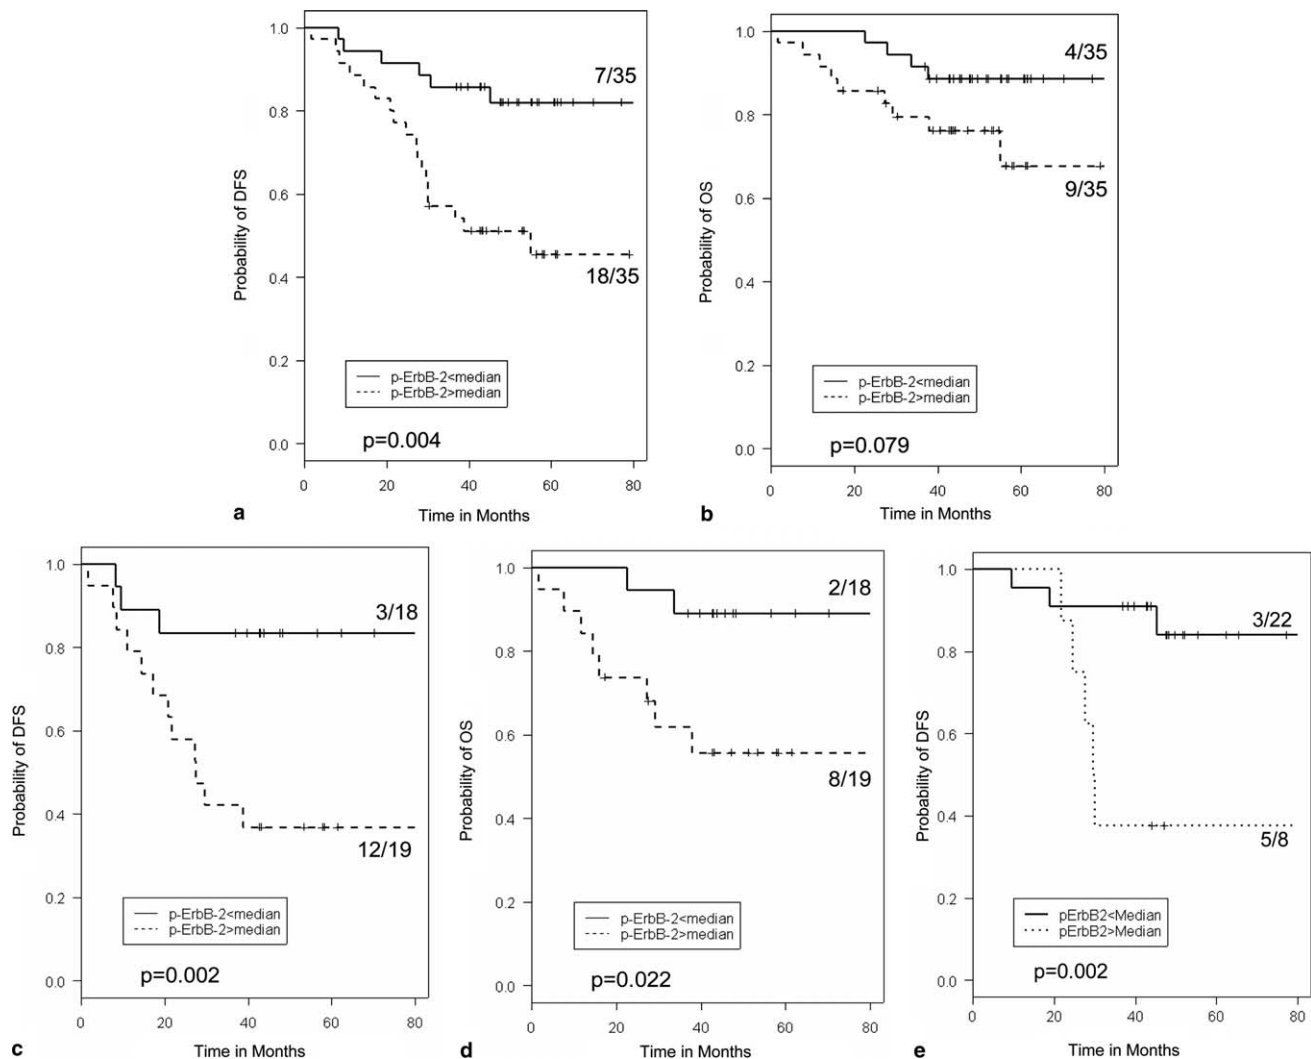 1.0
0.8
0.6
0.4
0.2
0.0
Probability of DFS
7/35
18/35
p-ErbB-2<median
p-ErbB-2>median
p=0.004
0 20 40 60 80
Time in Months
a
1.0
0.8
0.6
0.4
0.2
0.0
Probability of OS
4/35
9/35
p-ErbB-2<median
p-ErbB-2>median
p=0.079
0 20 40 60 80
Time in Months
b
1.0
0.8
0.6
0.4
0.2
0.0
Probability of DFS
3/18
12/19
p-ErbB-2<median
p-ErbB-2>median
p=0.002
0 20 40 60 80
Time in Months
c
1.0
0.8
0.6
0.4
0.2
0.0
Probability of OS
2/18
8/19
p-ErbB-2<median
p-ErbB-2>median
p=0.022
0 20 40 60 80
Time in Months
d
1.0
0.8
0.6
0.4
0.2
0.0
Probability of DFS
3/22
5/8
pErbB2<Median
pErbB2>Median
p=0.002
0 20 40 60 80
Time in Months
e